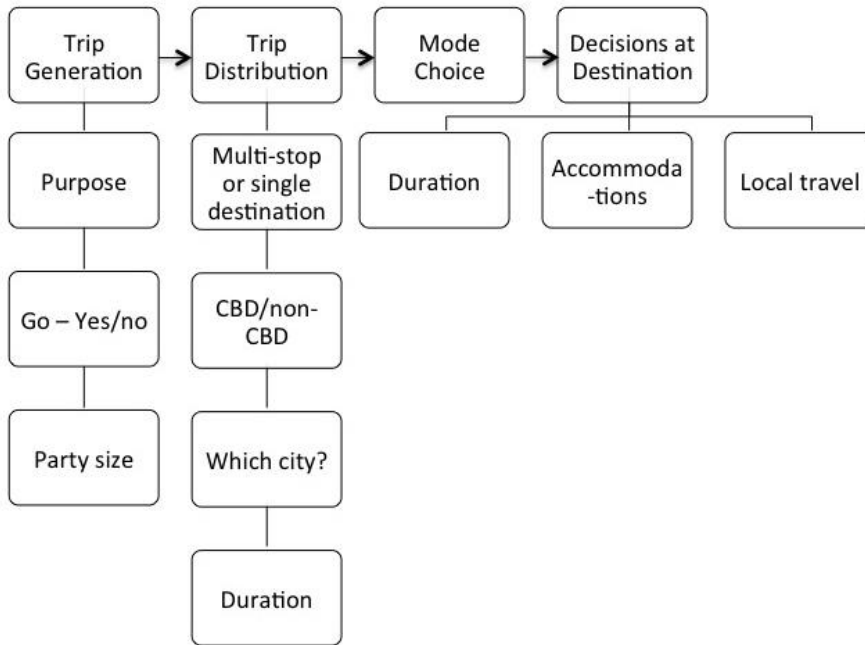 Trip
Generation
Trip
Distribution
Mode
Choice
Decisions at
Destination
Purpose
Multi-stop
or single
destination
Duration
Accommoda
-tions
Local travel
Go – Yes/no
CBD/non-
CBD
Party size
Which city?
Duration